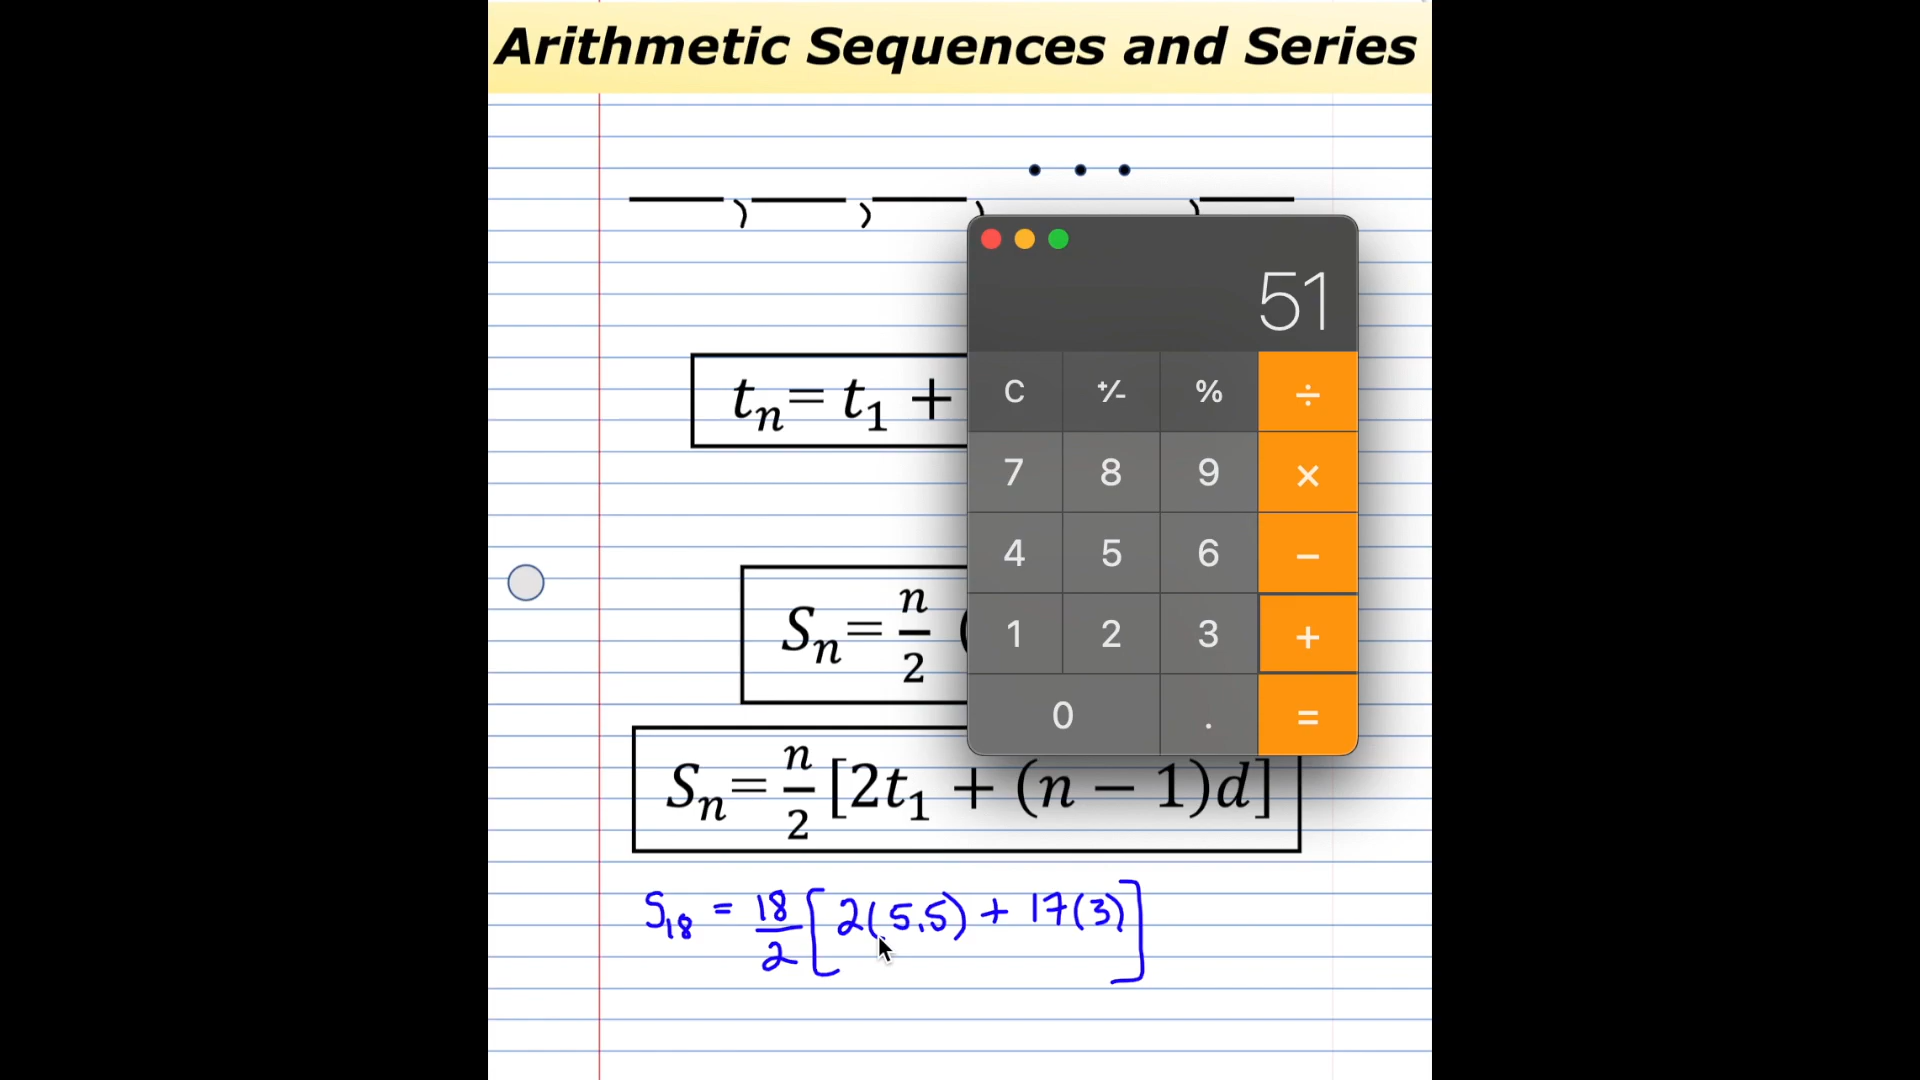 Arithmetic Sequences and Series
, , , . . . ,
tₙ= t₁ +
Sₙ= n/2 (
Sₙ= n/2 [2t₁ + (n − 1)d]
S₁₈ = 18/2 [2(5.5) + 17(3)]
51
C ⁺∕₋ % ÷
7 8 9 ×
4 5 6 −
1 2 3 +
0 . =